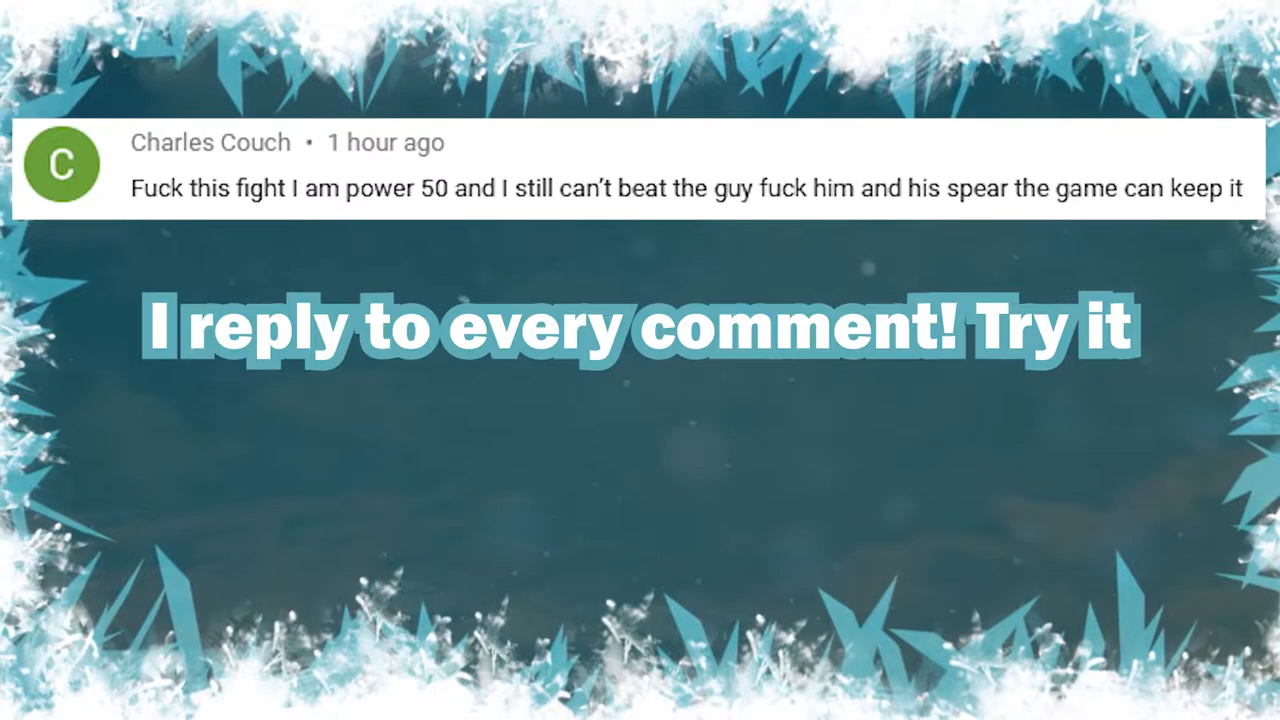 C
Charles Couch • 1 hour ago
Fuck this fight I am power 50 and I still can’t beat the guy fuck him and his spear the game can keep it
I reply to every comment! Try it